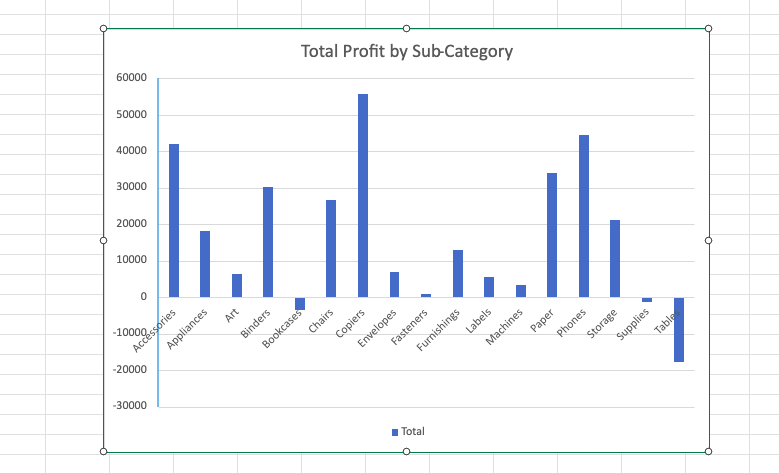 Total Profit by Sub-Category
60000
50000
40000
30000
20000
10000
0
-10000
-20000
-30000
Accessories
Appliances
Art
Binders
Bookcases
Chairs
Copiers
Envelopes
Fasteners
Furnishings
Labels
Machines
Paper
Phones
Storage
Supplies
Tables
Total